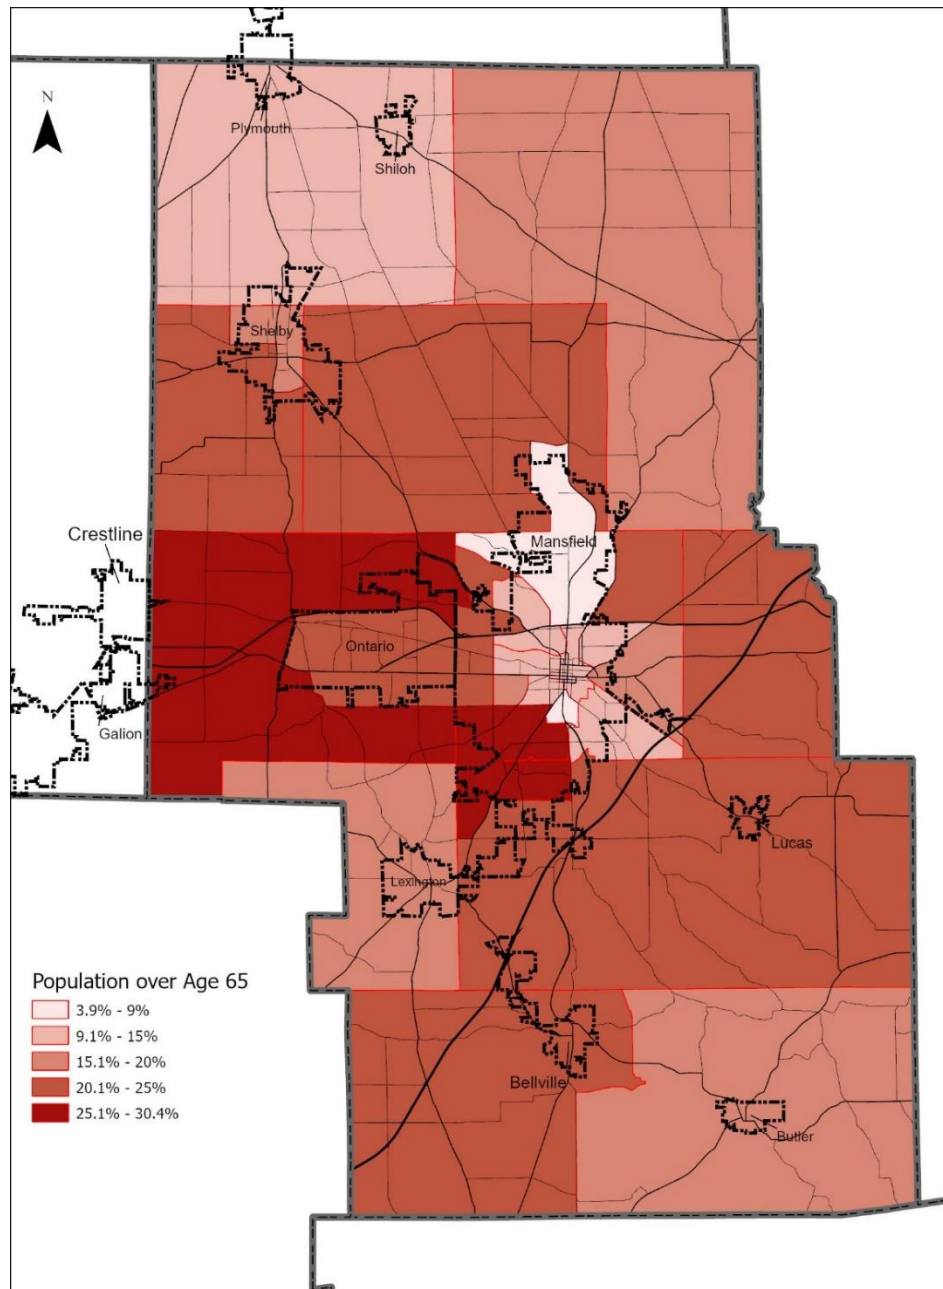 N
Plymouth
Shiloh
Shelby
Crestline
Mansfield
Ontario
Galion
Lucas
Lexington
Population over Age 65
3.9% - 9%
9.1% - 15%
15.1% - 20%
20.1% - 25%
25.1% - 30.4%
Bellville
Butler